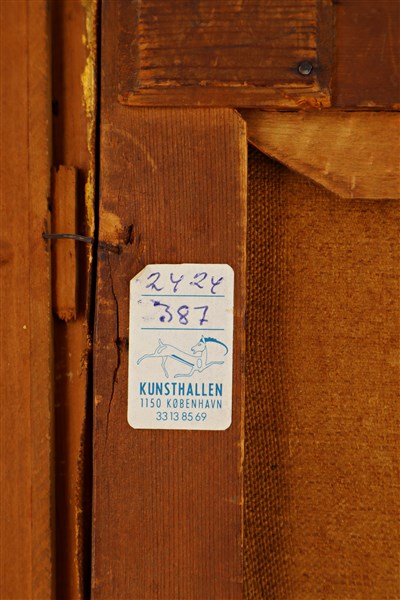 2424
387
KUNSTHALLEN
1150 KØBENHAVN
33 13 85 69